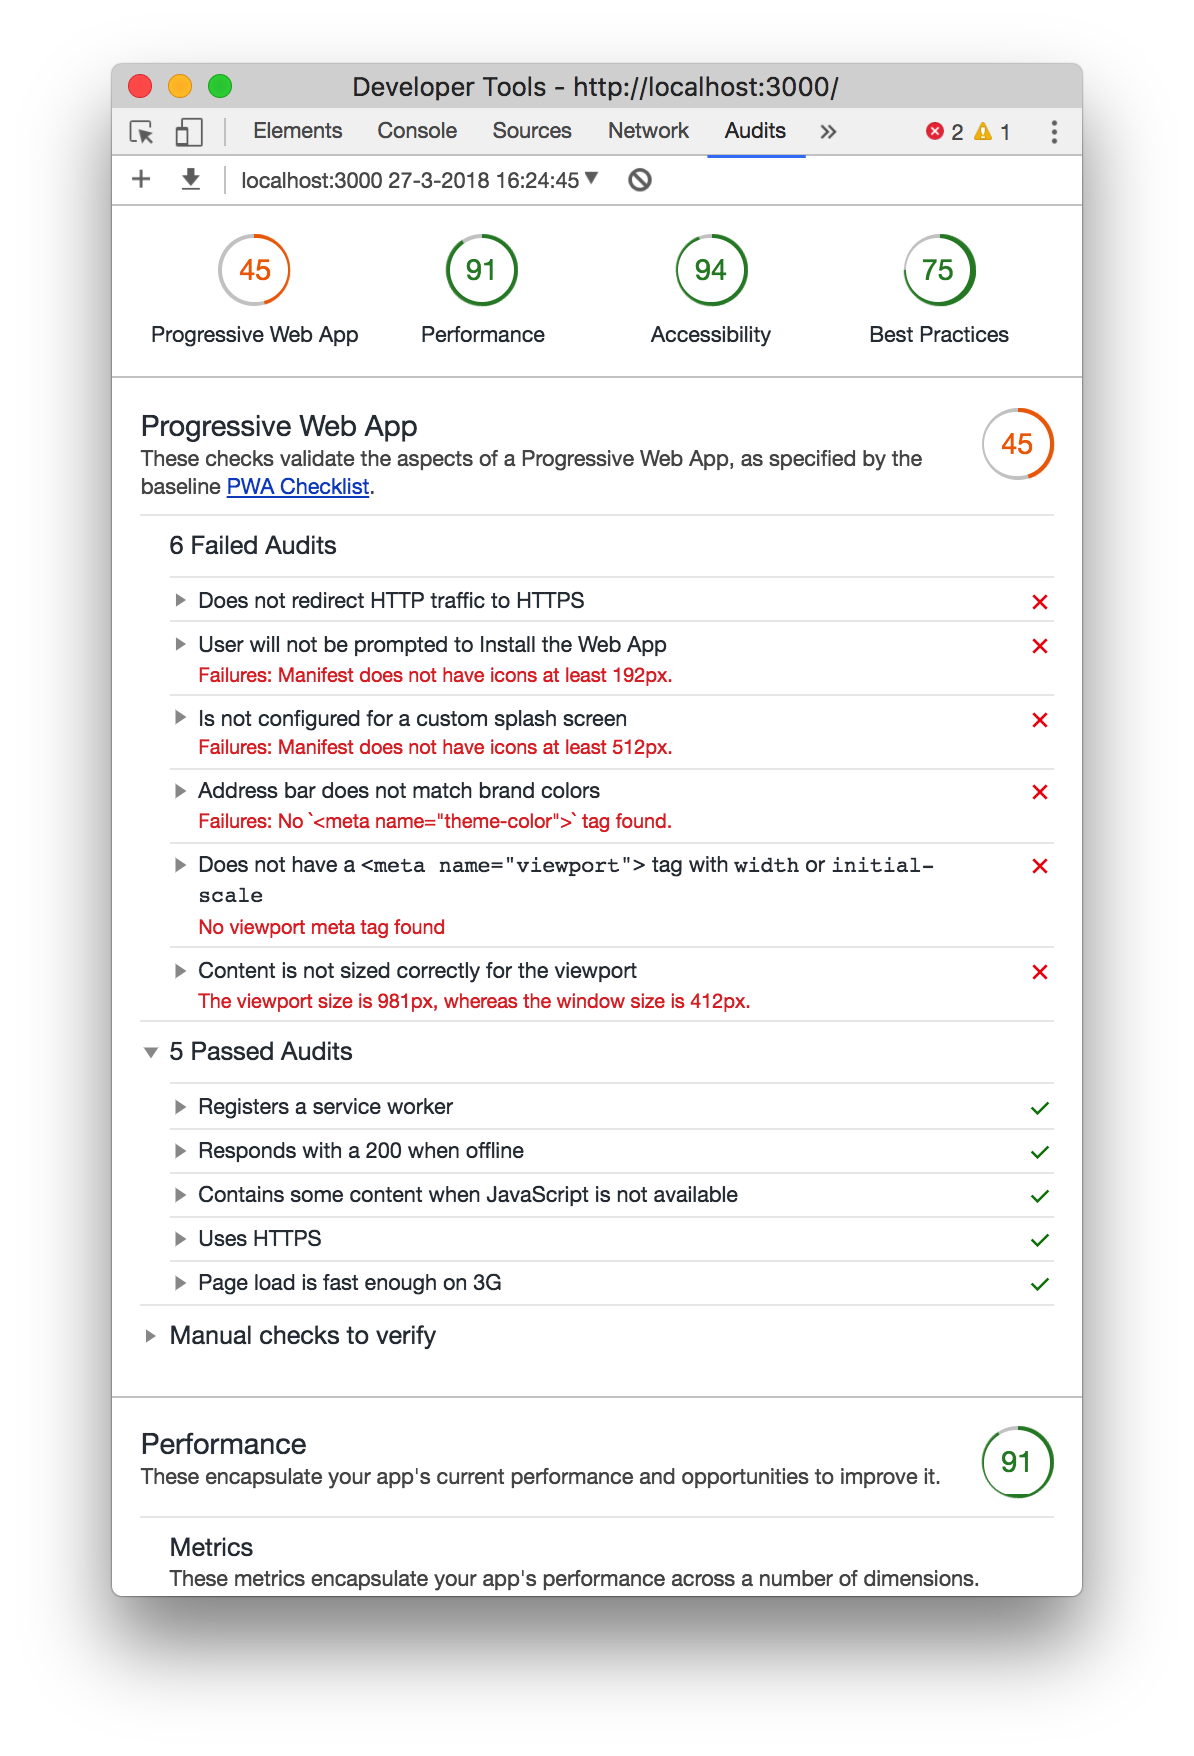 Developer Tools - http://localhost:3000/
Elements Console Sources Network Audits » 2 1
localhost:3000 27-3-2018 16:24:45
45 91 94 75
Progressive Web App Performance Accessibility Best Practices
Progressive Web App 45
These checks validate the aspects of a Progressive Web App, as specified by the
baseline PWA Checklist.
6 Failed Audits
Does not redirect HTTP traffic to HTTPS
User will not be prompted to Install the Web App
Failures: Manifest does not have icons at least 192px.
Is not configured for a custom splash screen
Failures: Manifest does not have icons at least 512px.
Address bar does not match brand colors
Failures: No `<meta name="theme-color">` tag found.
Does not have a <meta name="viewport"> tag with width or initial-
scale
No viewport meta tag found
Content is not sized correctly for the viewport
The viewport size is 981px, whereas the window size is 412px.
5 Passed Audits
Registers a service worker
Responds with a 200 when offline
Contains some content when JavaScript is not available
Uses HTTPS
Page load is fast enough on 3G
Manual checks to verify
Performance 91
These encapsulate your app's current performance and opportunities to improve it.
Metrics
These metrics encapsulate your app's performance across a number of dimensions.